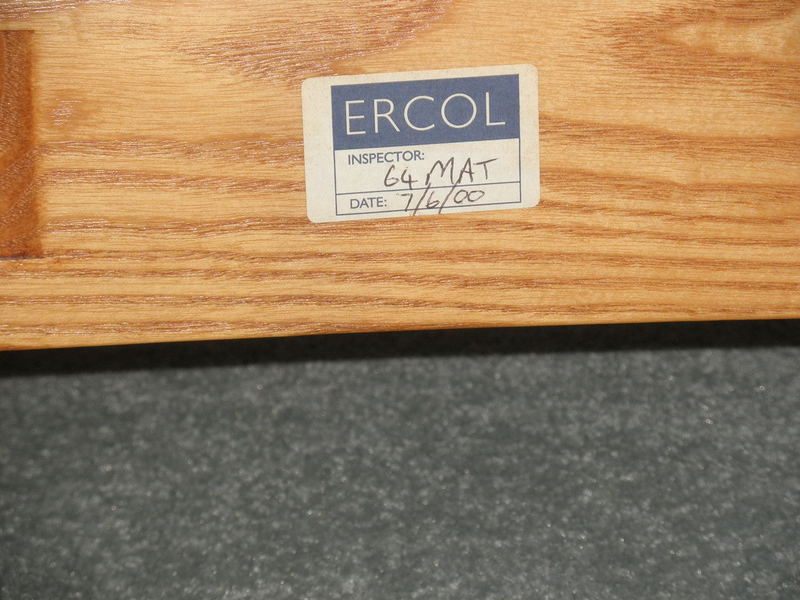 ERCOL
INSPECTOR:
64 MAT
DATE: 7/6/00